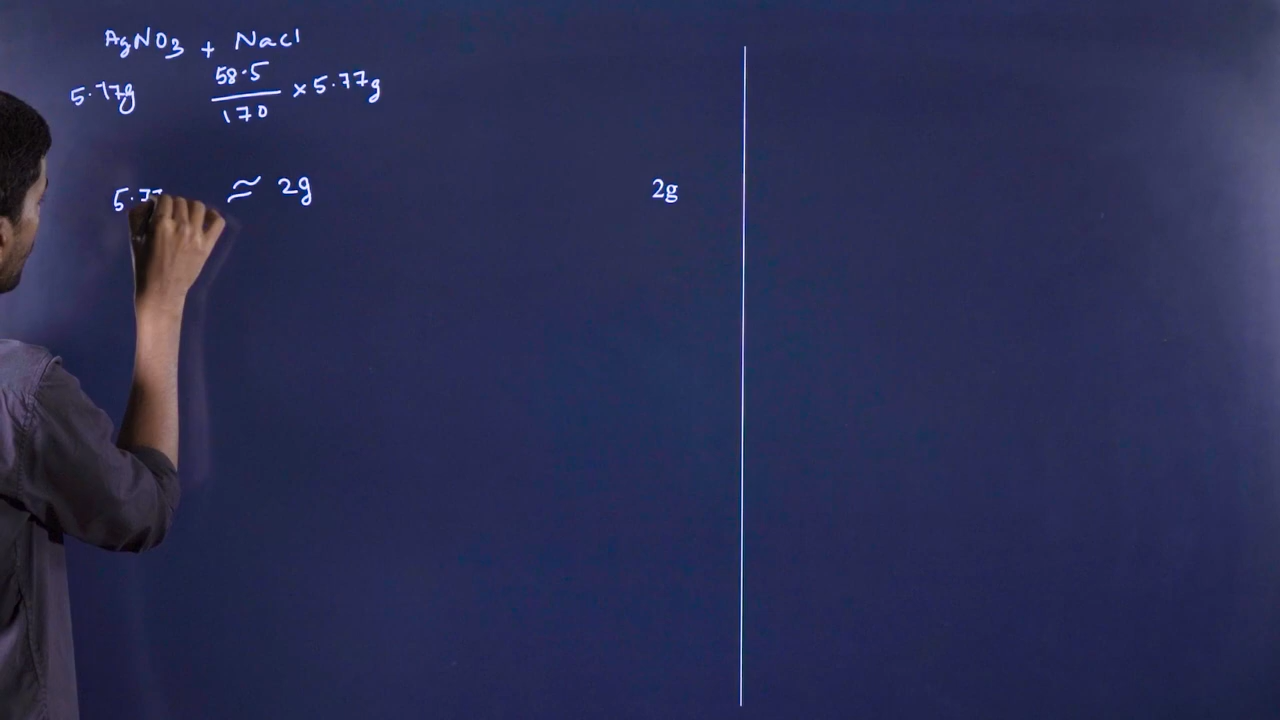 AgNO3 + NaCl
5.77g 58.5/170 × 5.77g
≃ 2g 2g